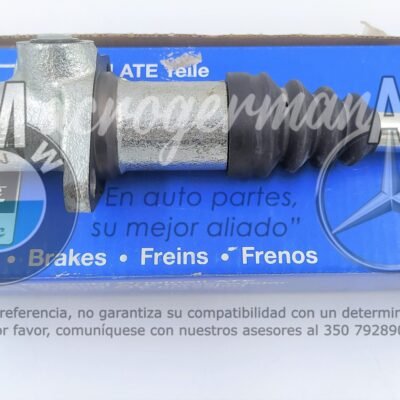 ATE Teile
Microgerman
"En auto partes,
su mejor aliado"
• Brakes • Freins • Frenos
referencia, no garantiza su compatibilidad con un determin
or favor, comuníquese con nuestros asesores al 350 792890